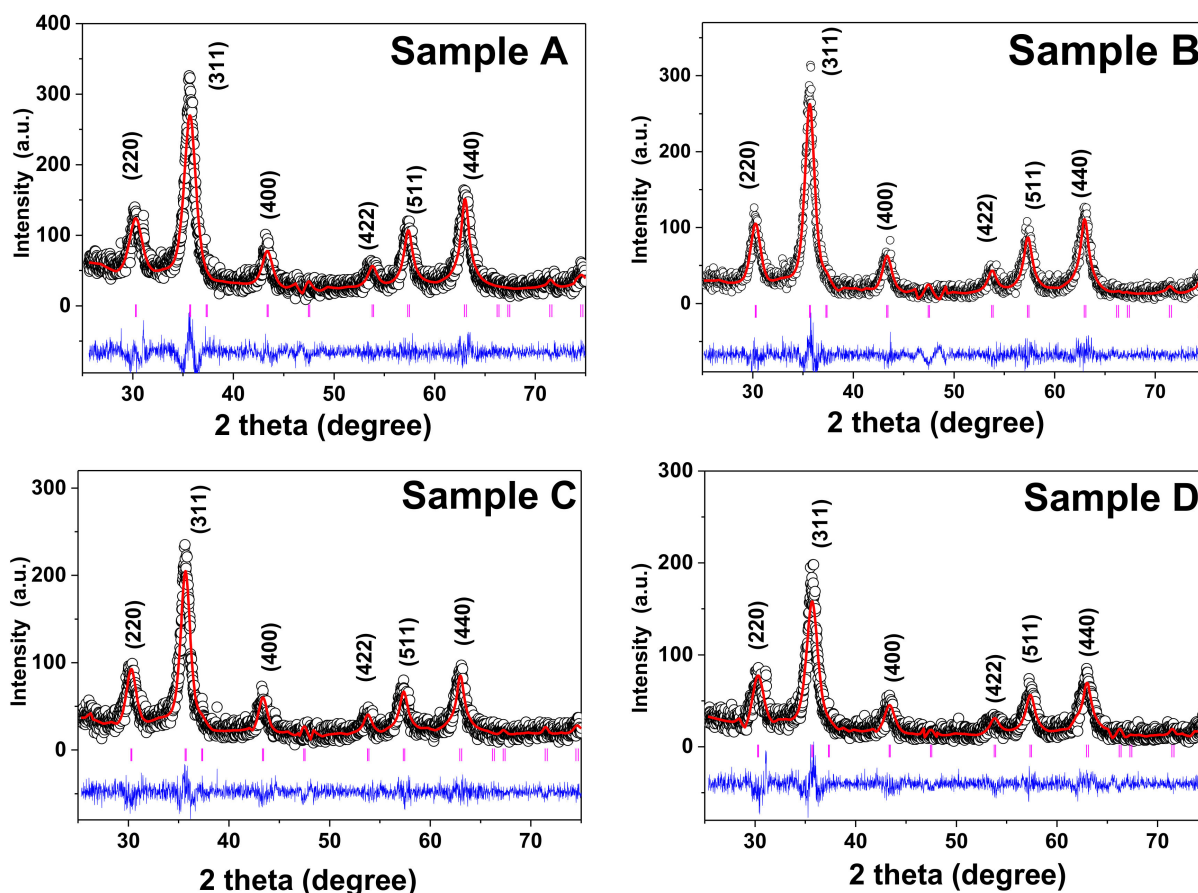 Sample A
400
300
200
100
0
Intensity (a.u.)
(220)
(311)
(400)
(422)
(511)
(440)
30 40 50 60 70
2 theta (degree)
Sample B
400
300
200
100
0
Intensity (a.u.)
(220)
(311)
(400)
(422)
(511)
(440)
30 40 50 60 70
2 theta (degree)
Sample C
300
200
100
0
Intensity (a.u.)
(220)
(311)
(400)
(422)
(511)
(440)
30 40 50 60 70
2 theta (degree)
Sample D
300
200
100
0
Intensity (a.u.)
(220)
(311)
(400)
(422)
(511)
(440)
30 40 50 60 70
2 theta (degree)